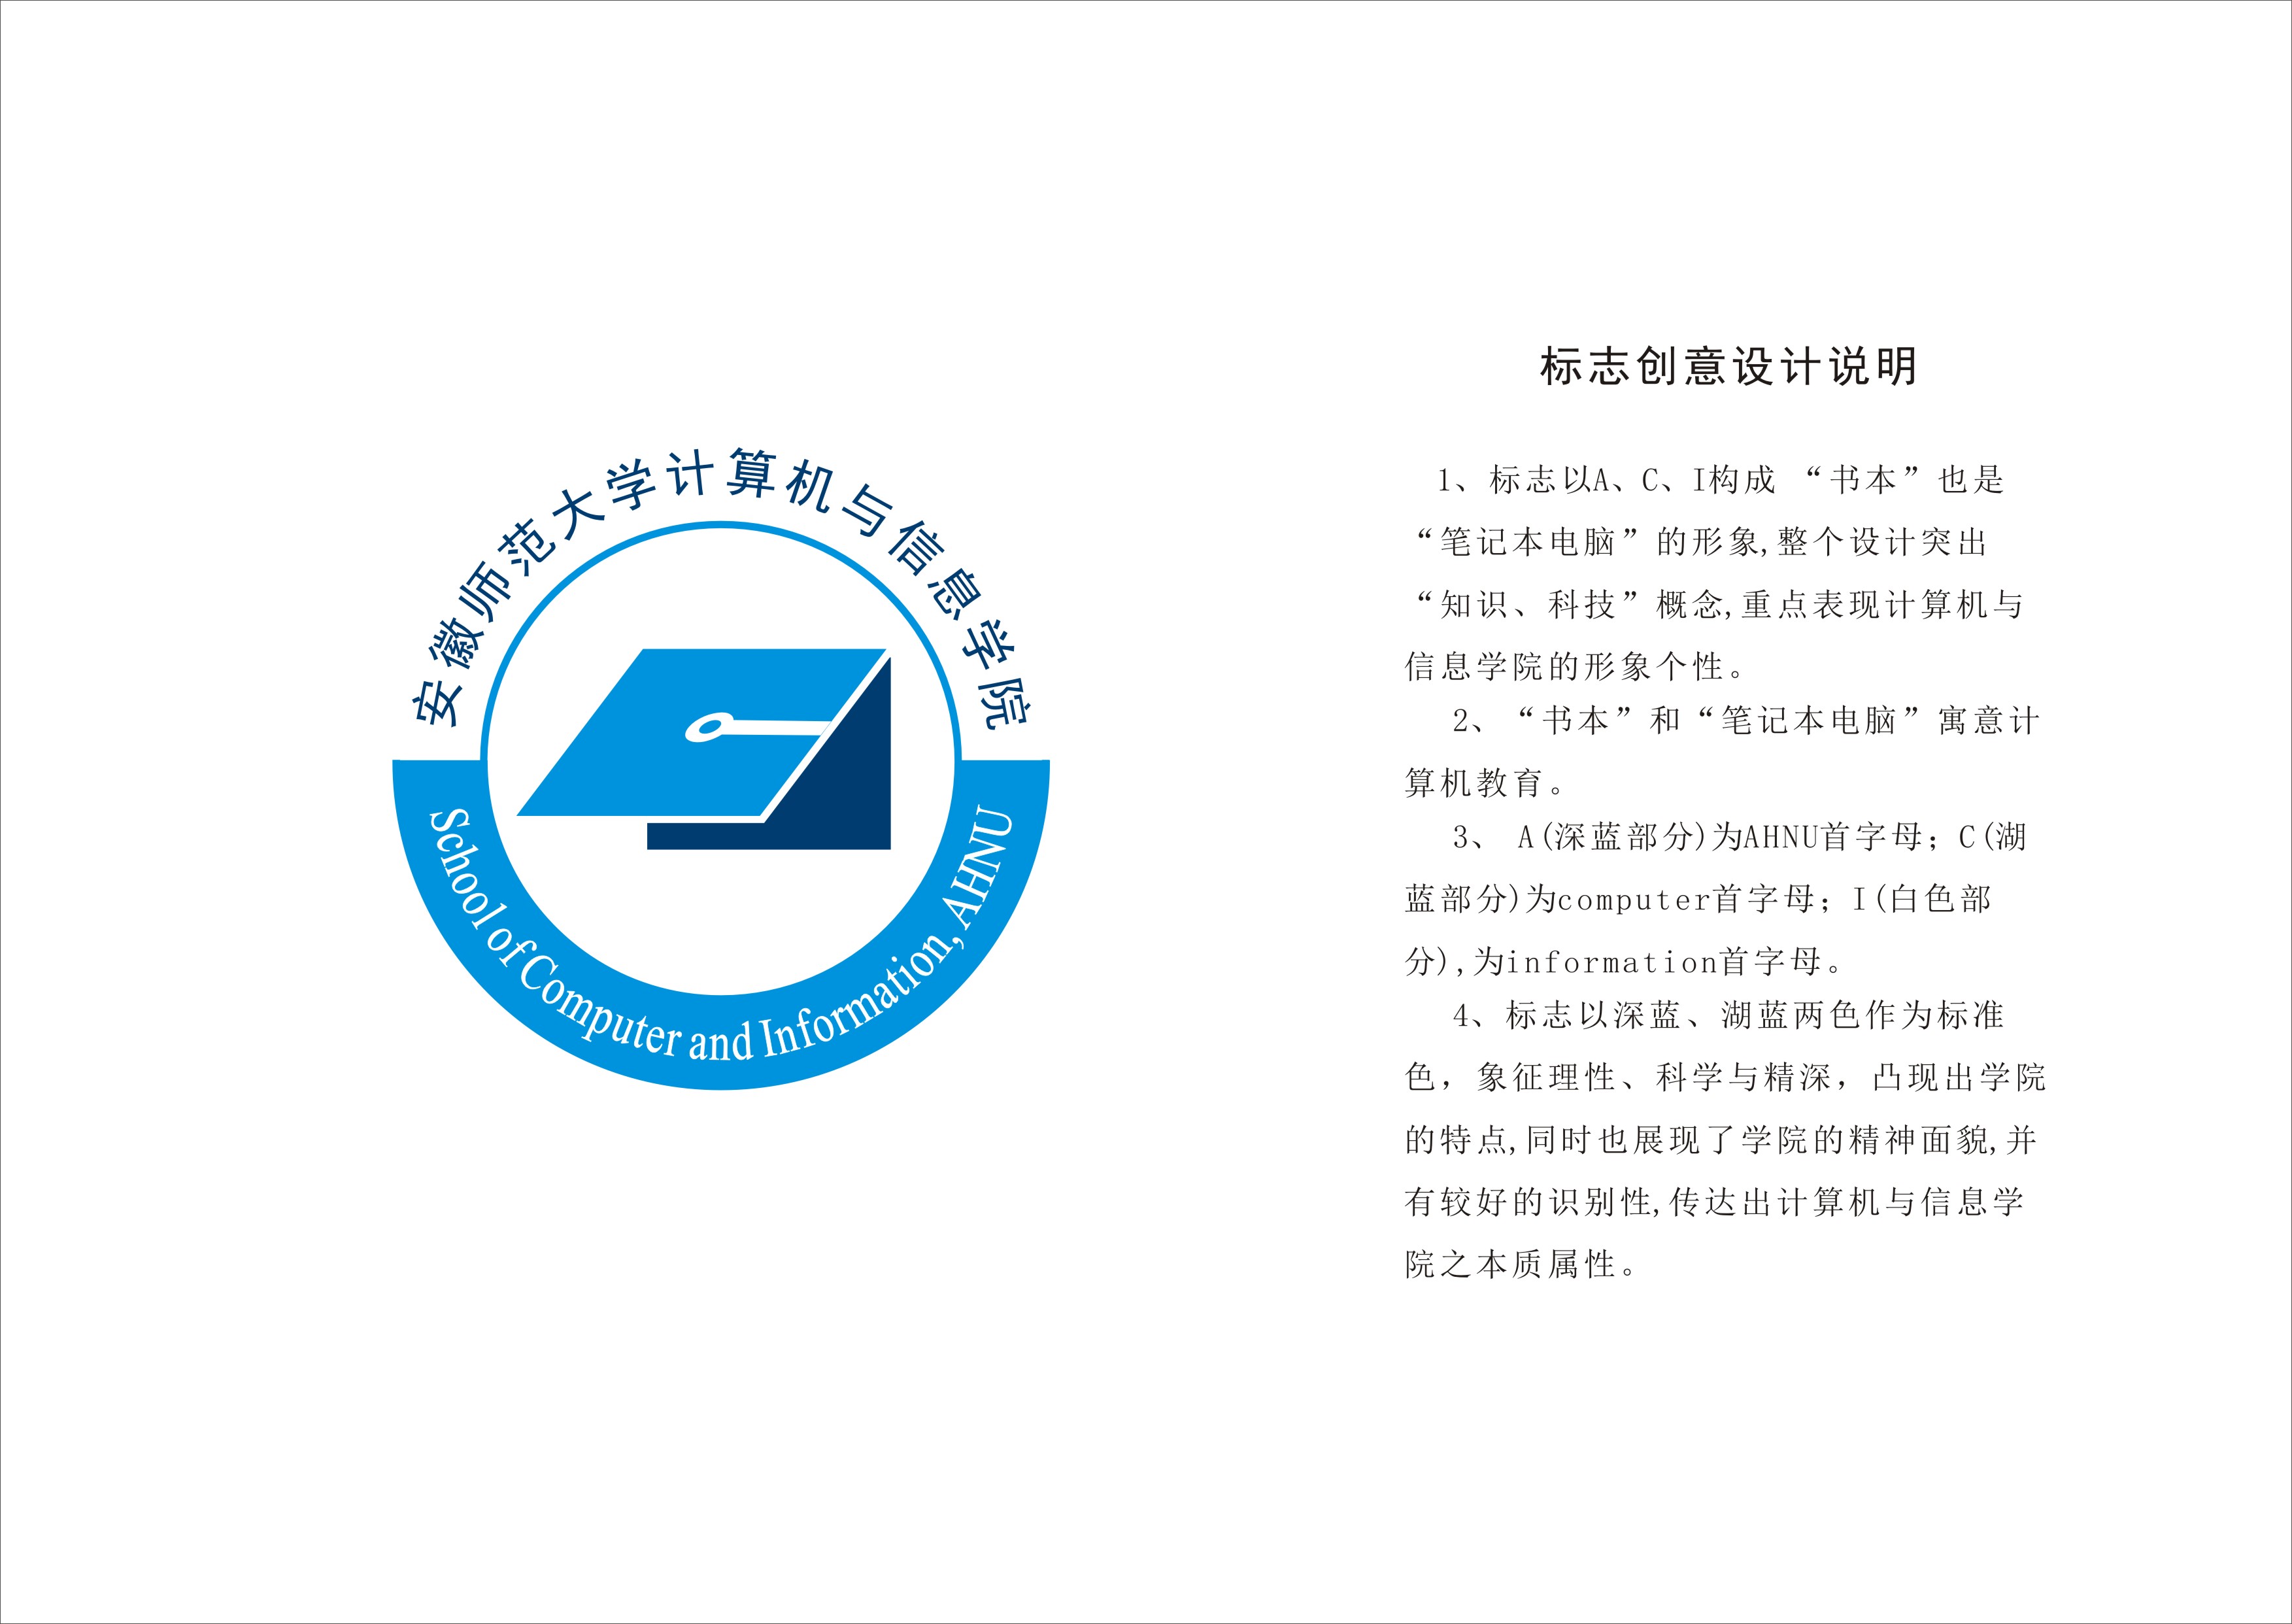 安徽师范大学计算机与信息学院
School of Computer and Information, AHNU
标志创意设计说明
1、标志以A、C、I构成 “书本”也是
“笔记本电脑”的形象,整个设计突出
“知识、科技”概念,重点表现计算机与
信息学院的形象个性。
2、“书本”和“笔记本电脑”寓意计
算机教育。
3、 A(深蓝部分)为AHNU首字母；C(湖
蓝部分)为computer首字母；I(白色部
分),为information首字母。
4、标志以深蓝、湖蓝两色作为标准
色，象征理性、科学与精深，凸现出学院
的特点,同时也展现了学院的精神面貌,并
有较好的识别性,传达出计算机与信息学
院之本质属性。